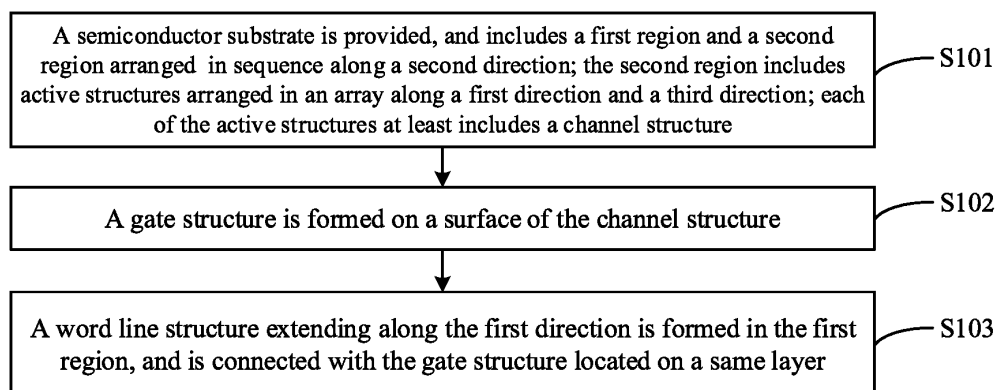 A semiconductor substrate is provided, and includes a first region and a second
region arranged in sequence along a second direction; the second region includes
active structures arranged in an array along a first direction and a third direction; each
of the active structures at least includes a channel structure
S101
A gate structure is formed on a surface of the channel structure
S102
A word line structure extending along the first direction is formed in the first
region, and is connected with the gate structure located on a same layer
S103